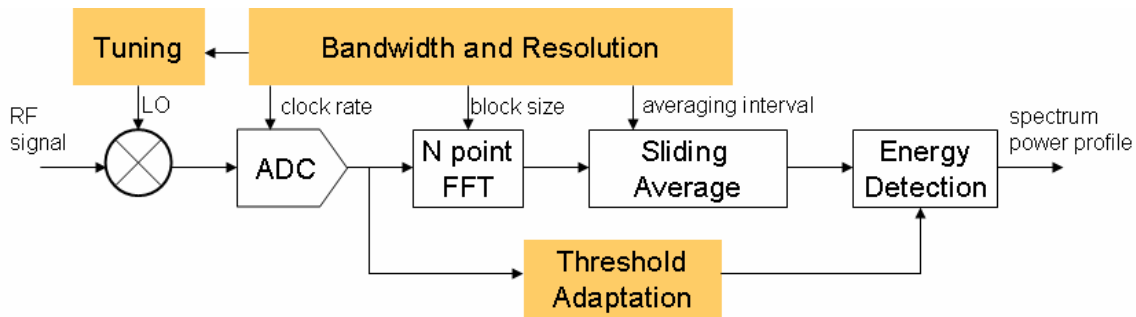 Tuning
Bandwidth and Resolution
LO
clock rate
block size
averaging interval
RF
signal
spectrum
power profile
ADC
N point
FFT
Sliding
Average
Energy
Detection
Threshold
Adaptation